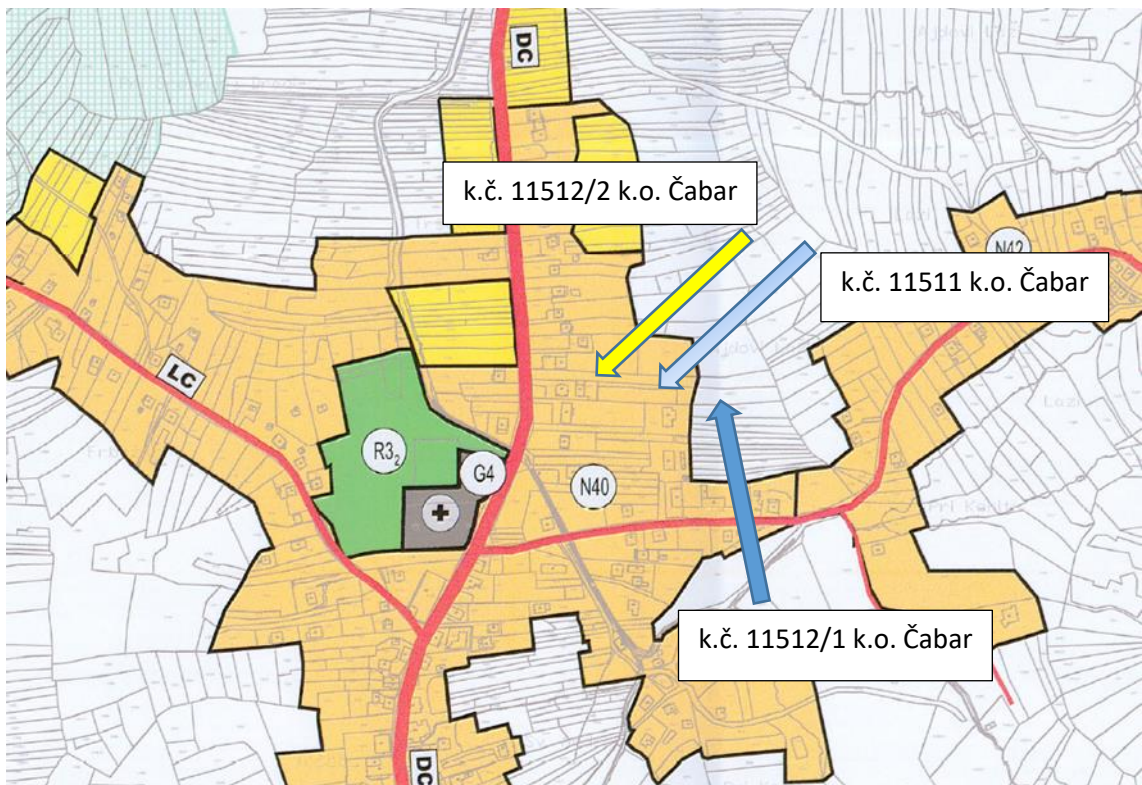 DC
k.č. 11512/2 k.o. Čabar
N42
k.č. 11511 k.o. Čabar
LC
R3₂
G4
N40
k.č. 11512/1 k.o. Čabar
DC